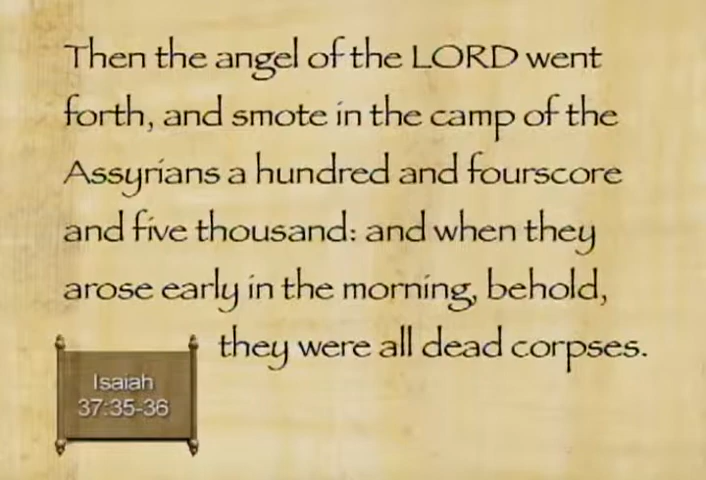 Then the angel of the LORD went
forth, and smote in the camp of the
Assyrians a hundred and fourscore
and five thousand: and when they
arose early in the morning, behold,
they were all dead corpses.
Isaiah
37:35-36